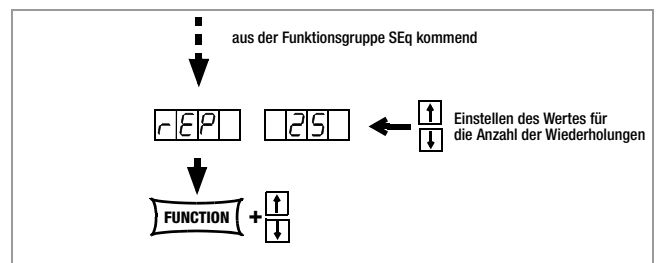 aus der Funktionsgruppe SEq kommend
rEP 25
Einstellen des Wertes für
die Anzahl der Wiederholungen
FUNCTION +